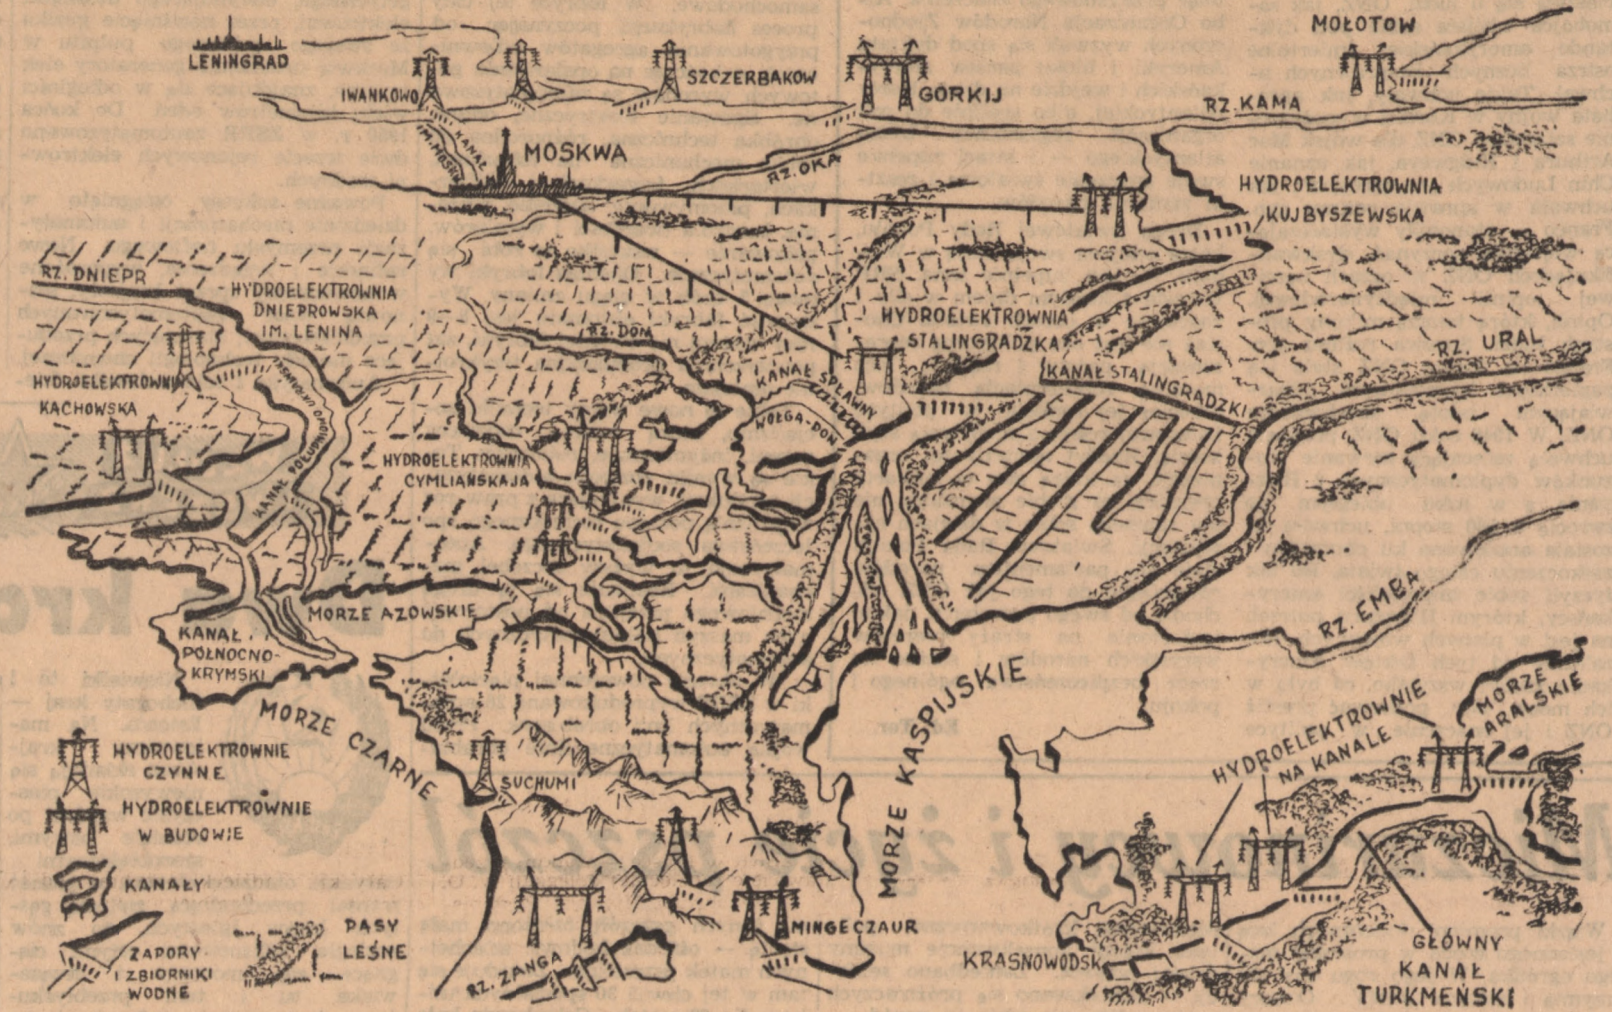 LENINGRAD
IWANKOWO
SZCZERBAKOW
GORKIJ
MOŁOTOW
RZ. KAMA
KANAŁ
IM. MOSKWY
MOSKWA
RZ. OKA
HYDROELEKTROWNIA
KUJBYSZEWSKA
RZ. DNIEPR
HYDROELEKTROWNIA
DNIEPROWSKA
IM. LENINA
RZ. DON
HYDROELEKTROWNIA
STALINGRADZKA
RZ. URAL
HYDROELEKTROWNIA
KACHOWSKA
KANAŁ SPŁAWNY
WOŁGA-DON
KANAŁ STALINGRADZKI
KANAŁ POŁUDNIOWO UKRAIŃSKI
HYDROELEKTROWNIA
CYMLIAŃSKAJA
MORZE AZOWSKIE
KANAŁ
PÓŁNOCNO-
KRYMSKI
RZ. EMBA
MORZE CZARNE
MORZE KASPIJSKIE
MORZE
ARALSKIE
HYDROELEKTROWNIE
NA KANALE
SUCHUMI
HYDROELEKTROWNIE
CZYNNE
HYDROELEKTROWNIE
W BUDOWIE
KANAŁY
ZAPORY
I ZBIORNIKI
WODNE
PASY
LEŚNE
RZ. ZANGA
MINGECZAUR
KRASNOWODSK
GŁÓWNY
KANAŁ
TURKMEŃSKI